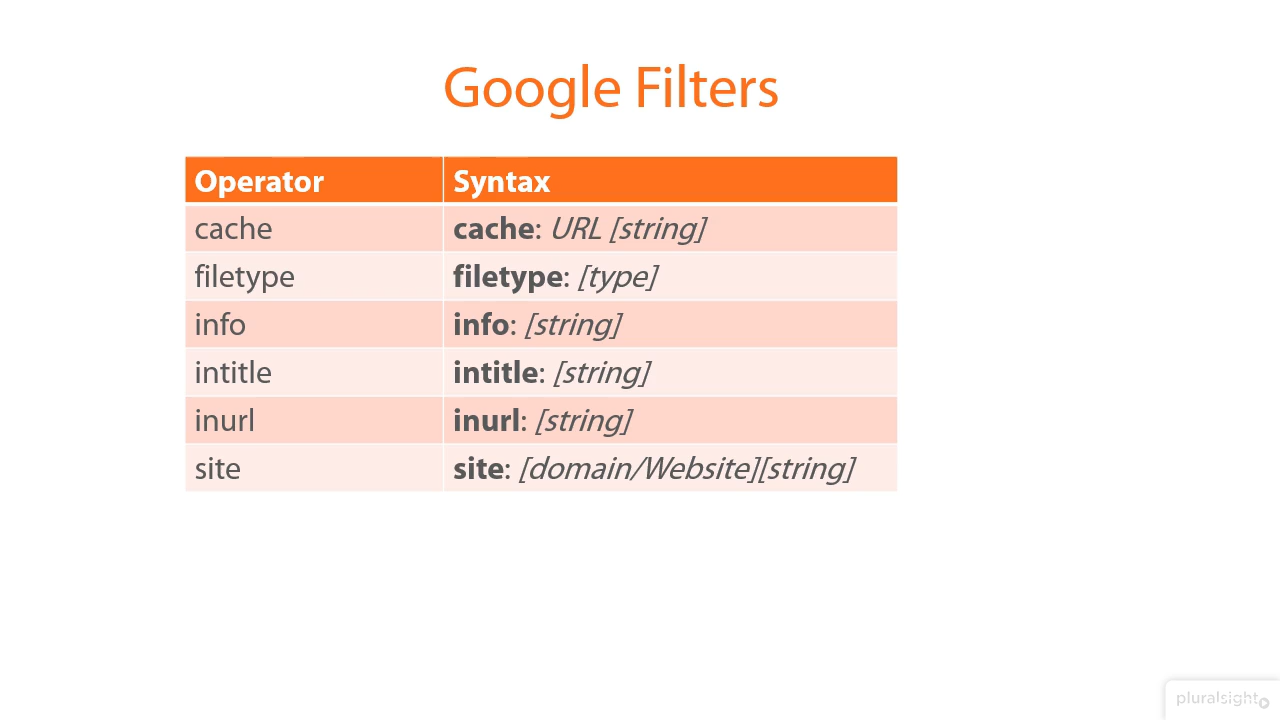 Google Filters
Operator Syntax
cache cache: URL [string]
filetype filetype: [type]
info info: [string]
intitle intitle: [string]
inurl inurl: [string]
site site: [domain/Website][string]
pluralsight